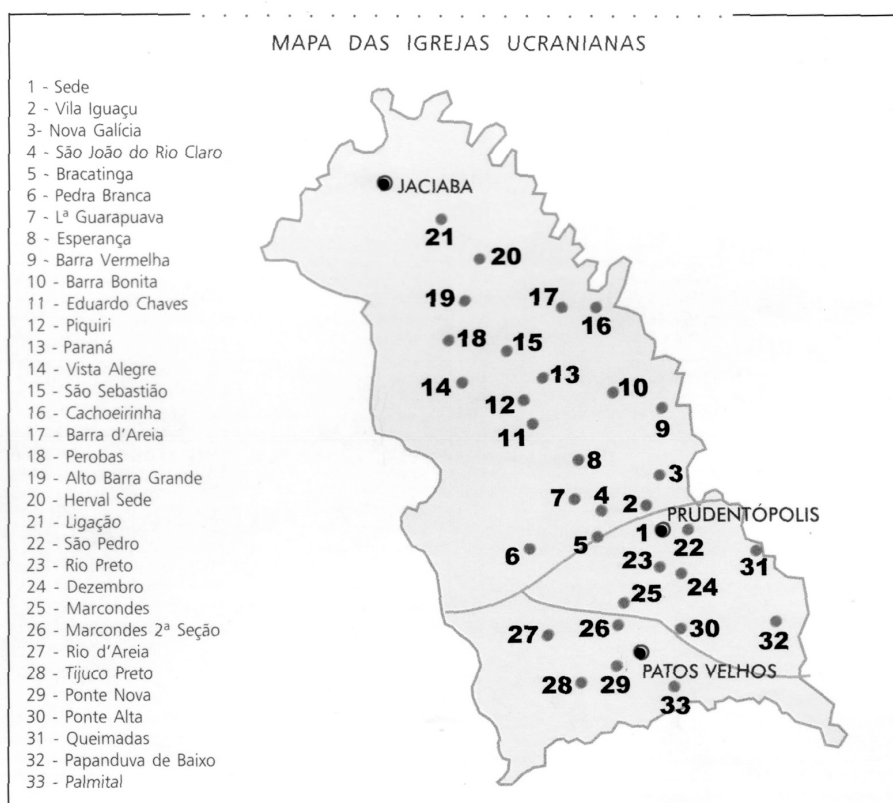 MAPA DAS IGREJAS UCRANIANAS
1 - Sede
2 - Vila Iguaçu
3- Nova Galícia
4 - São João do Rio Claro
5 - Bracatinga
6 - Pedra Branca
7 - Lª Guarapuava
8 - Esperança
9 - Barra Vermelha
10 - Barra Bonita
11 - Eduardo Chaves
12 - Piquiri
13 - Paraná
14 - Vista Alegre
15 - São Sebastião
16 - Cachoeirinha
17 - Barra d'Areia
18 - Perobas
19 - Alto Barra Grande
20 - Herval Sede
21 - Ligação
22 - São Pedro
23 - Rio Preto
24 - Dezembro
25 - Marcondes
26 - Marcondes 2ª Seção
27 - Rio d'Areia
28 - Tijuco Preto
29 - Ponte Nova
30 - Ponte Alta
31 - Queimadas
32 - Papanduva de Baixo
33 - Palmital
JACIABA
21
20
19
17
16
18
15
14
13
12
10
11
9
8
3
7
4
2
PRUDENTÓPOLIS
1
22
5
6
31
23
24
25
26
27
30
32
PATOS VELHOS
28
29
33